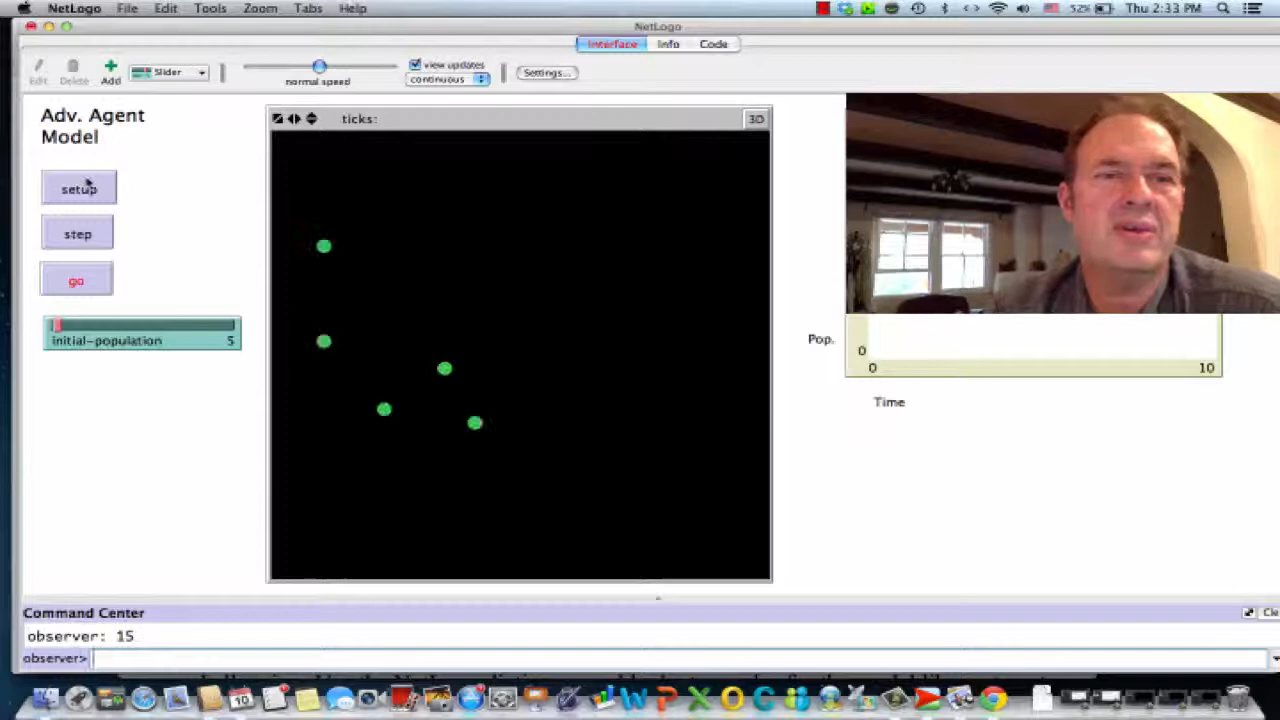 NetLogo File Edit Tools Zoom Tabs Help 52% Thu 2:33 PM
NetLogo
Interface Info Code
Edit Delete Add Slider normal speed view updates continuous Settings...
Adv. Agent
Model
ticks: 3D
setup
step
go
initial-population 5
Pop.
0
0 10
Time
Command Center Cle
observer: 15
observer>